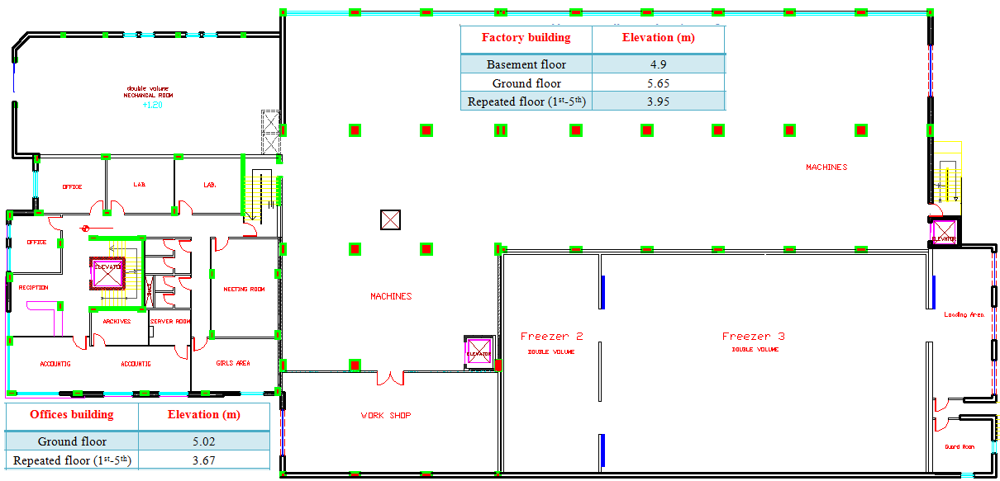 Factory building Elevation (m)
Basement floor 4.9
Ground floor 5.65
Repeated floor (1st-5th) 3.95
double volume
MECHANCAL ROOM
+1.20
MACHINES
OFFICE
LAB.
LAB.
OFFICE
ELEVATOR
ELEVATOR
RECEPTION
MEETING ROOM
MACHINES
ARCHIVES
SERVER ROOM
Loading Area
Freezer 2
DOUBLE VOLUME
Freezer 3
DOUBLE VOLUME
ELEVATOR
ACCOUNTIG
ACCOUNTIG
GIRLS AREA
WORK SHOP
Offices building Elevation (m)
Ground floor 5.02
Repeated floor (1st-5th) 3.67
Guard Room